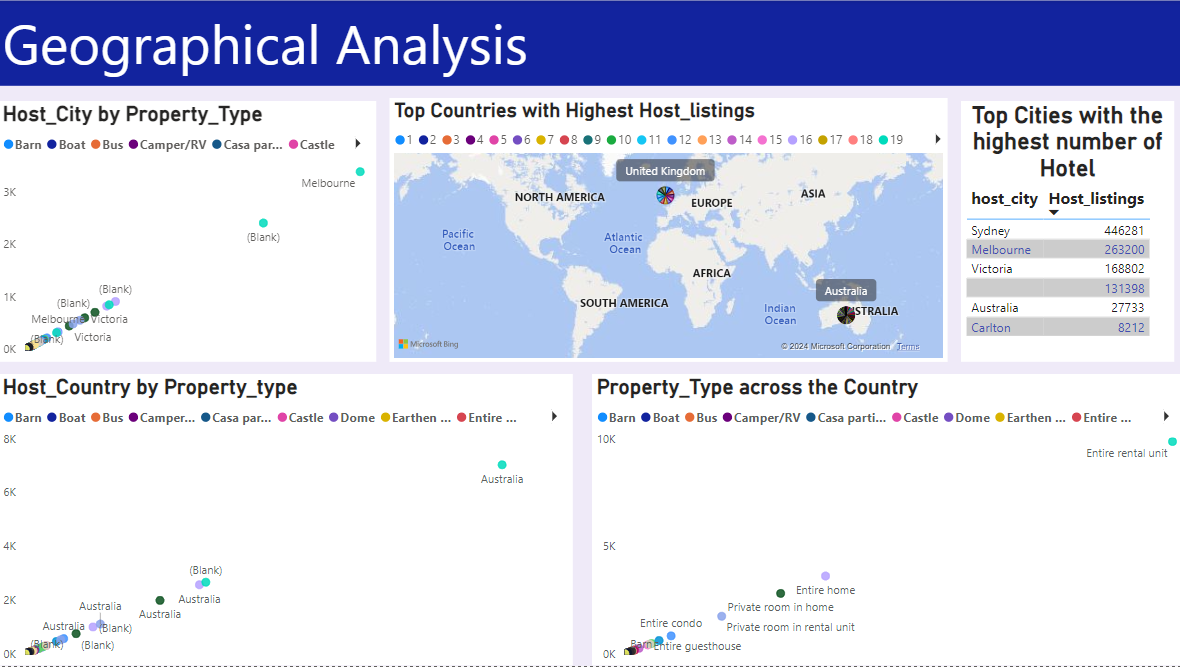 Geographical Analysis
Host_City by Property_Type
Barn Boat Bus Camper/RV Casa par... Castle
3K
2K
1K
0K
Melbourne
(Blank)
(Blank)
(Blank)
Melbourne Victoria
Victoria
(Blank)
Top Countries with Highest Host_listings
1 2 3 4 5 6 7 8 9 10 11 12 13 14 15 16 17 18 19
United Kingdom
NORTH AMERICA
EUROPE
ASIA
Pacific
Ocean
Atlantic
Ocean
AFRICA
Australia
SOUTH AMERICA
Indian
Ocean
STRALIA
Microsoft Bing
© 2024 Microsoft Corporation Terms
Top Cities with the
highest number of
Hotel
host_city Host_listings
Sydney 446281
Melbourne 263200
Victoria 168802
131398
Australia 27733
Carlton 8212
Host_Country by Property_type
Barn Boat Bus Camper... Casa par... Castle Dome Earthen ... Entire ...
8K
6K
4K
2K
0K
Australia
(Blank)
Australia
Australia
Australia
Australia
(Blank)
(Blank)
(Blank)
Property_Type across the Country
Barn Boat Bus Camper/RV Casa parti... Castle Dome Earthen ... Entire ...
10K
5K
0K
Entire rental unit
Entire home
Private room in home
Entire condo
Private room in rental unit
Barn
Entire guesthouse